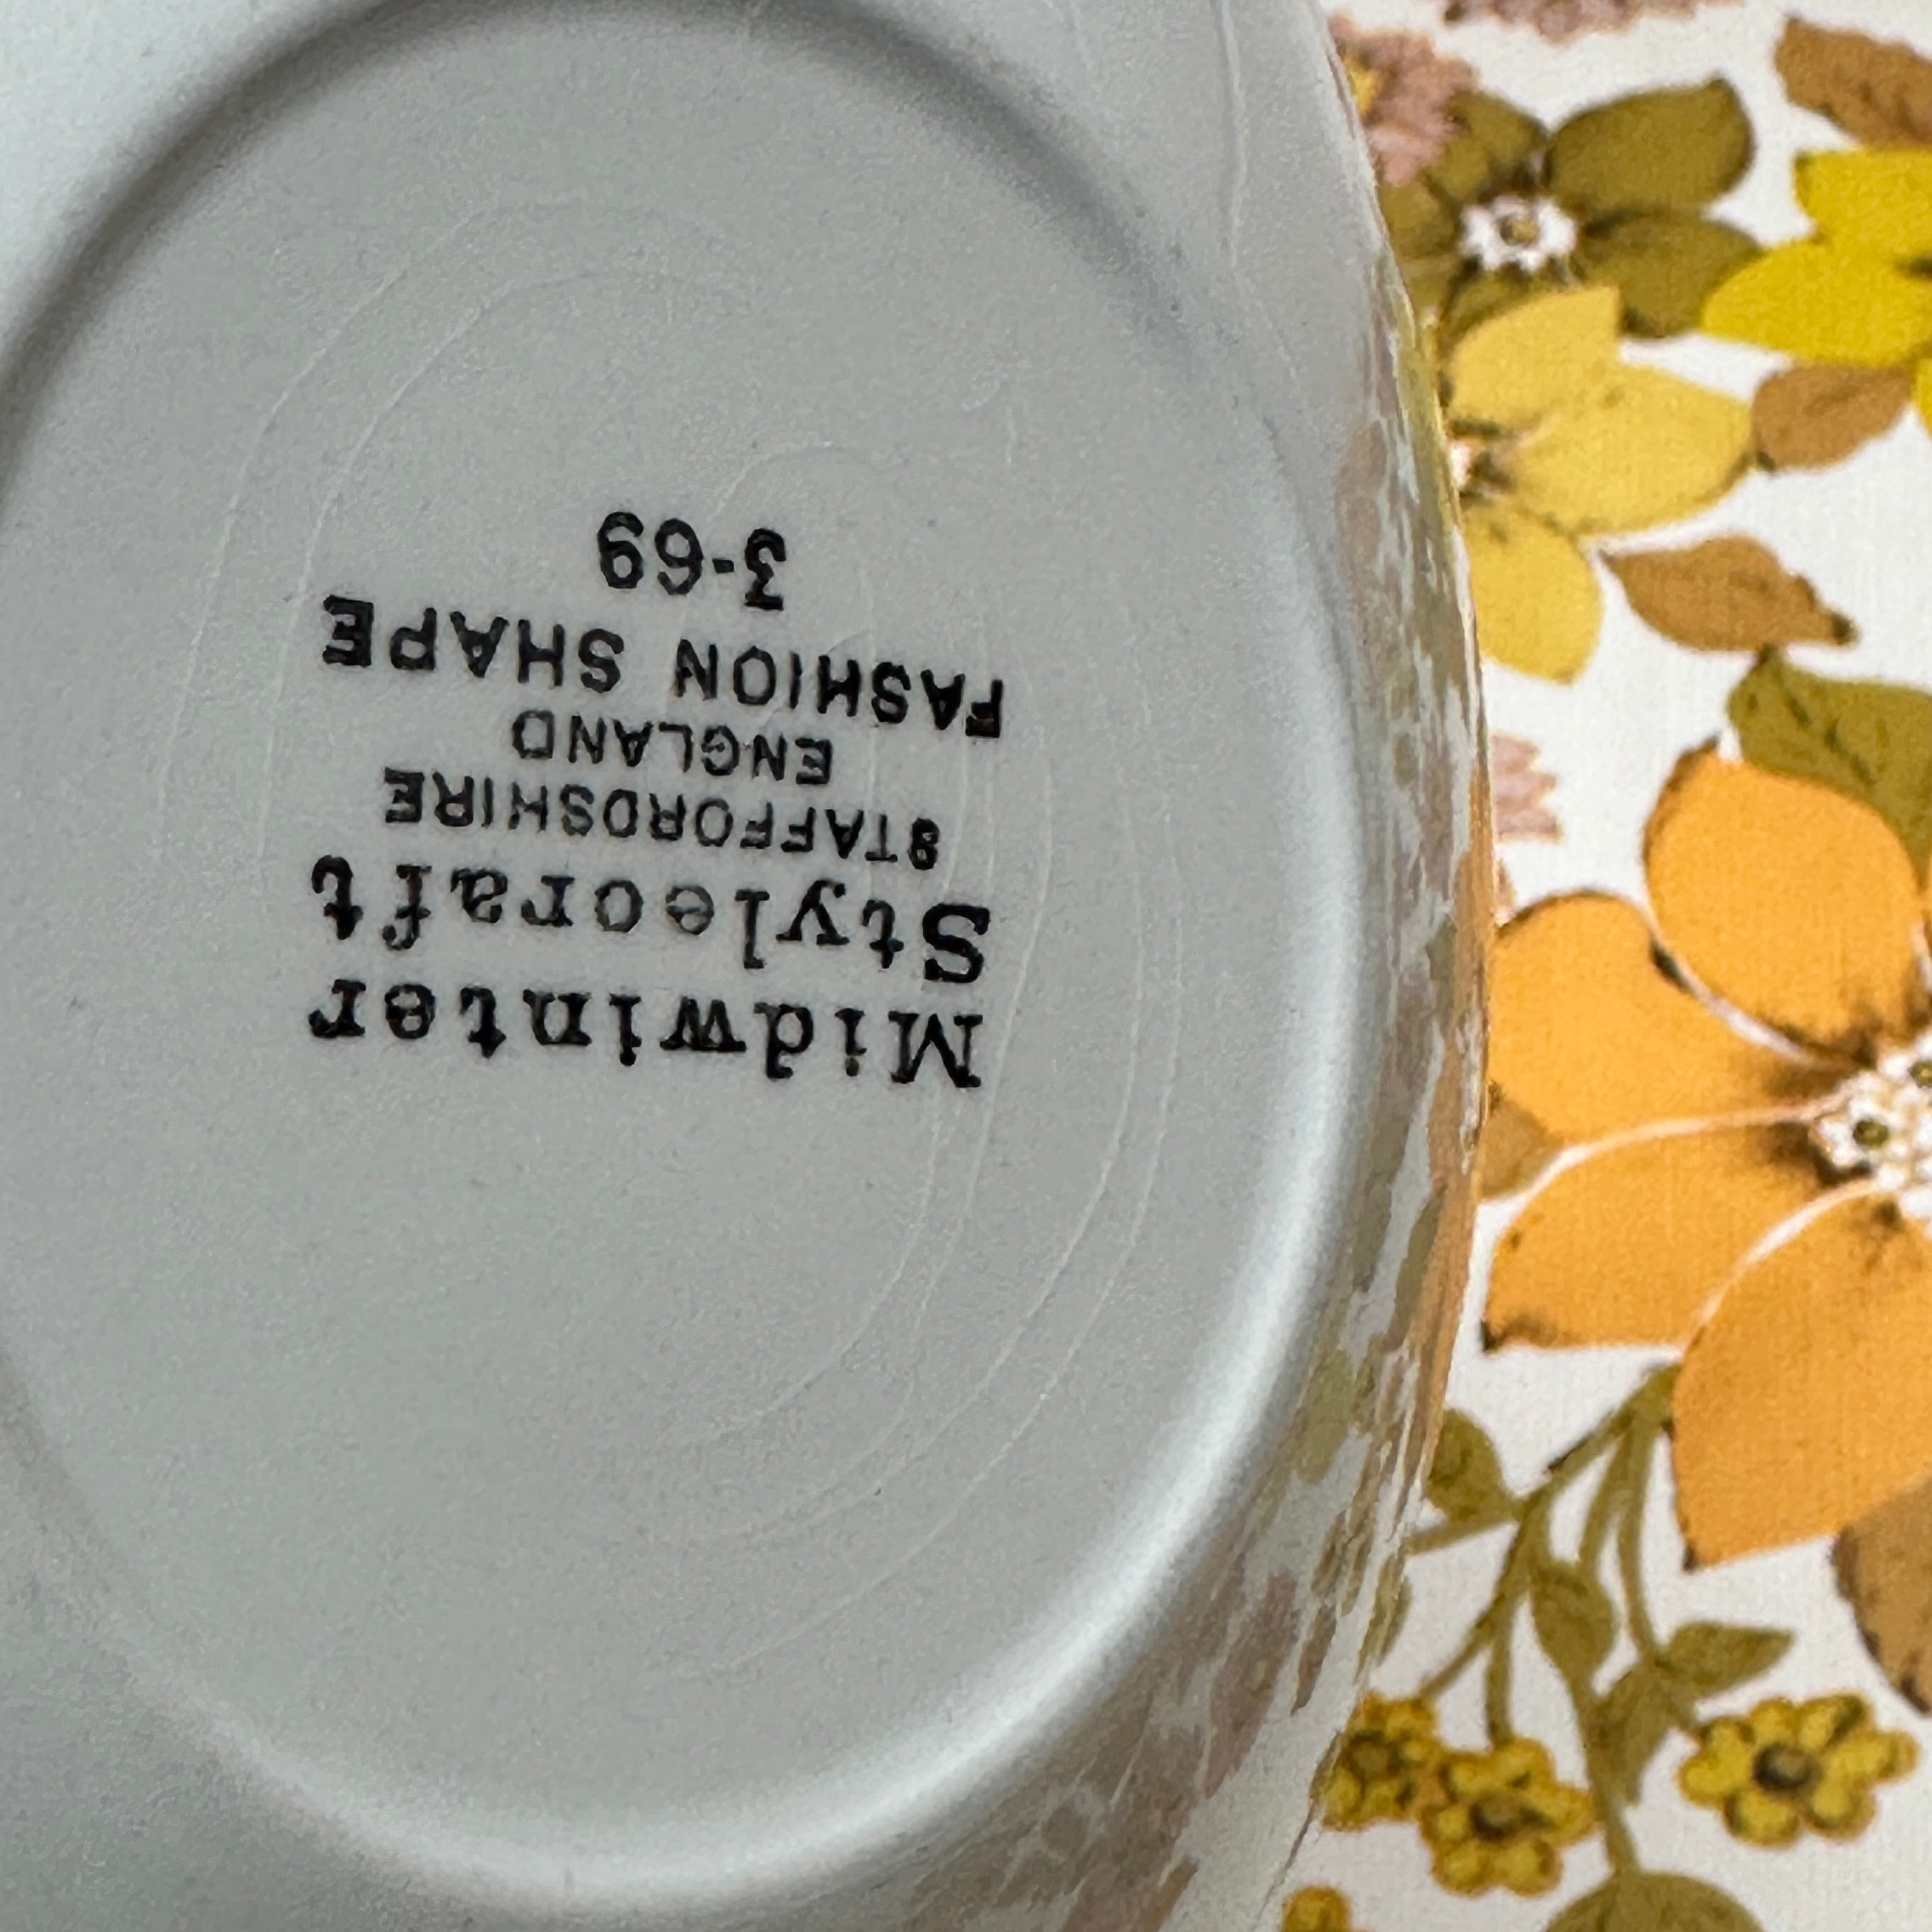 Midwinter
Stylecraft
STAFFORDSHIRE
ENGLAND
FASHION SHAPE
3-69